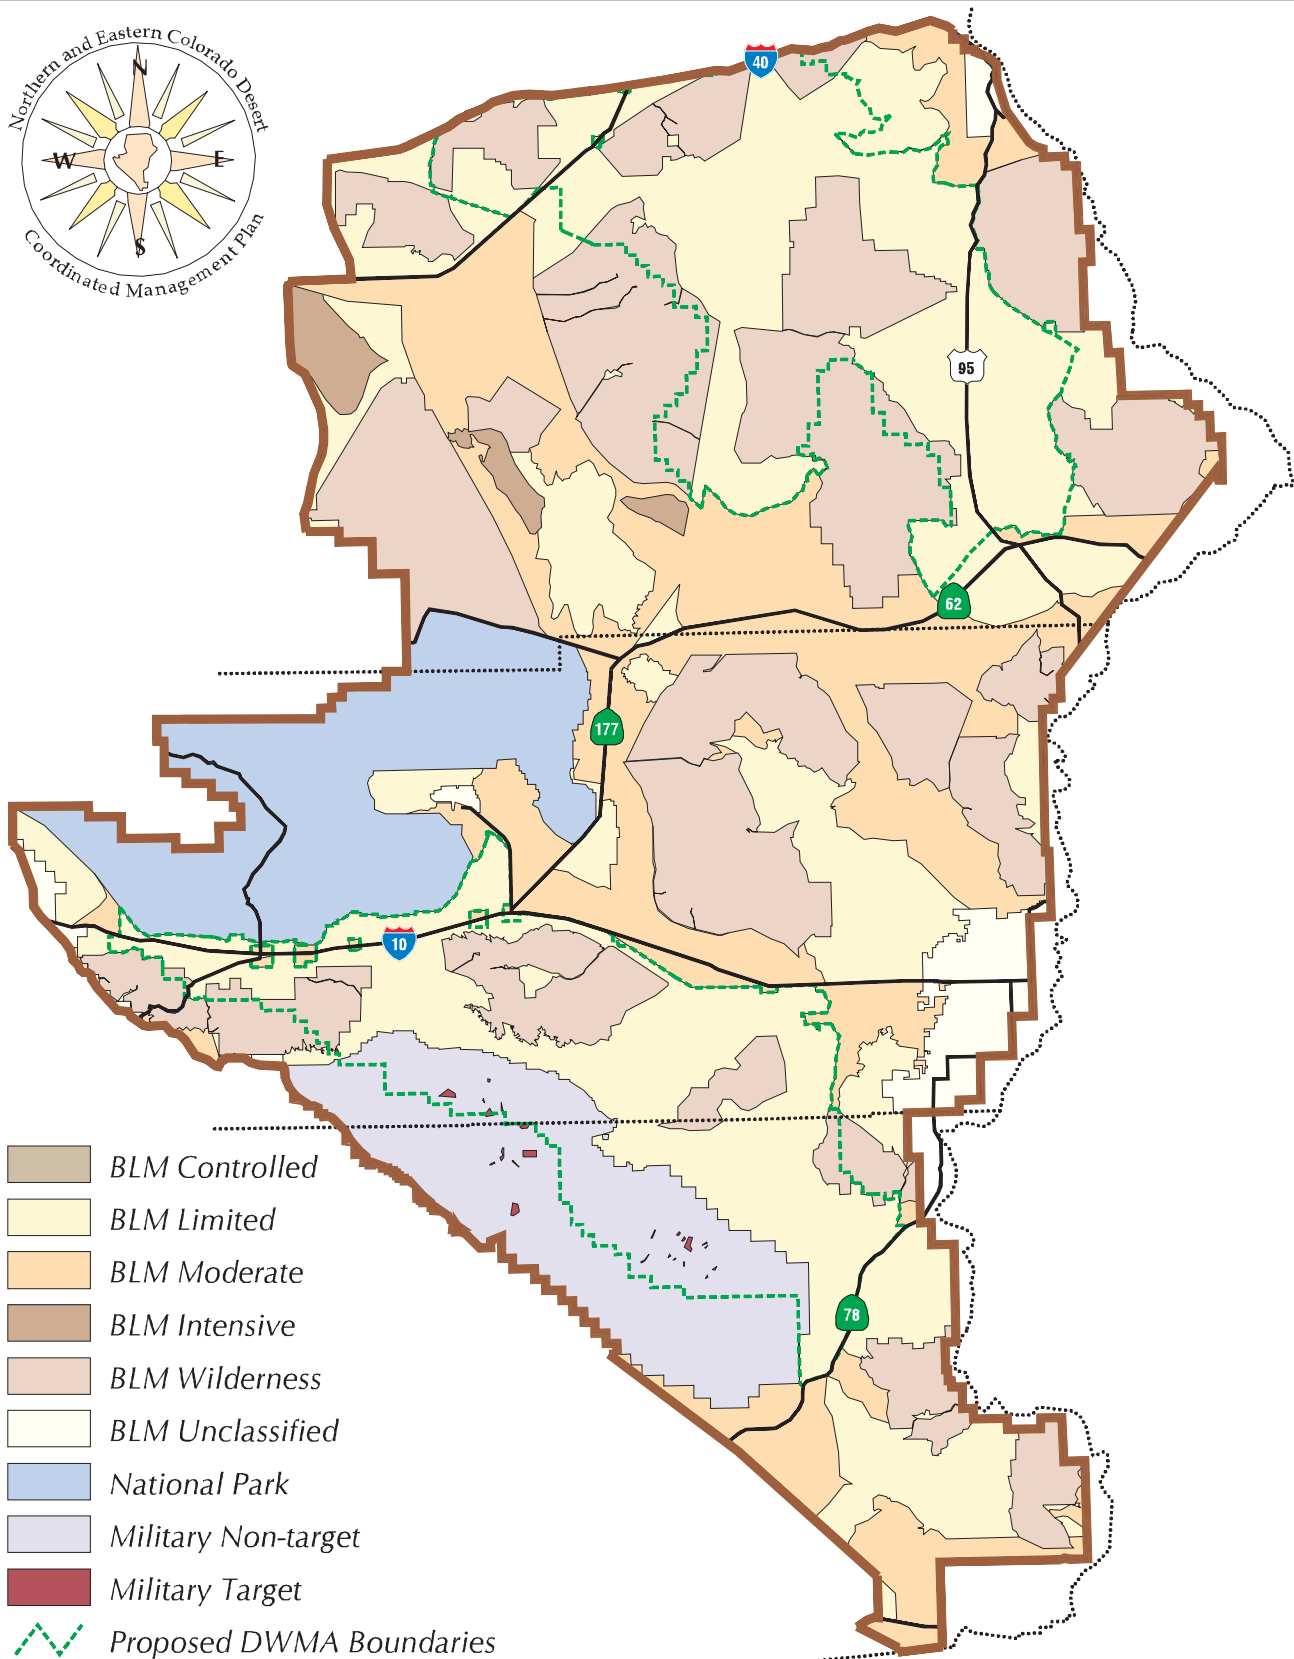 Northern and Eastern Colorado Desert
N
W
E
S
Coordinated Management Plan
40
95
62
177
10
78
BLM Controlled
BLM Limited
BLM Moderate
BLM Intensive
BLM Wilderness
BLM Unclassified
National Park
Military Non-target
Military Target
Proposed DWMA Boundaries